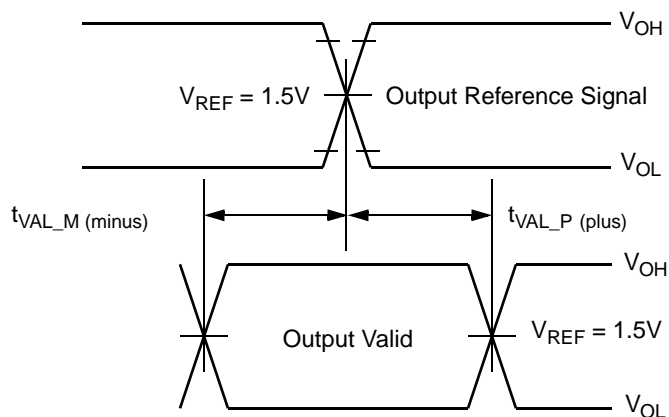 V_OH
V_REF = 1.5V
Output Reference Signal
V_OL
t_VAL_M (minus)
t_VAL_P (plus)
V_OH
Output Valid
V_REF = 1.5V
V_OL